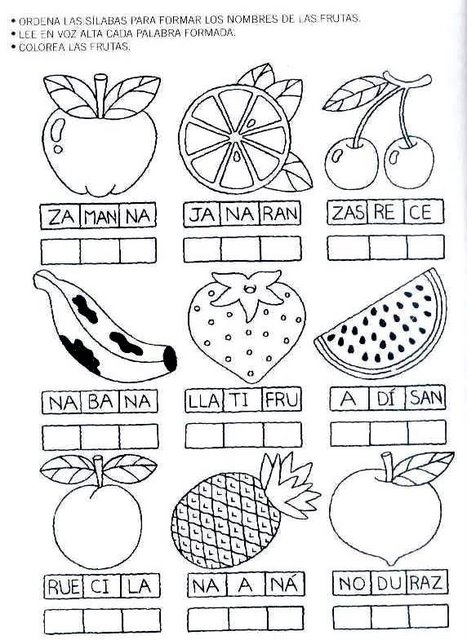 • ORDENA LAS SÍLABAS PARA FORMAR LOS NOMBRES DE LAS FRUTAS.
• LEE EN VOZ ALTA CADA PALABRA FORMADA.
• COLOREA LAS FRUTAS.
ZA MAN NA
JA NA RAN
ZAS RE CE
NA BA NA
LLA TI FRU
A DÍ SAN
RUE CI LA
NA A NÁ
NO DU RAZ